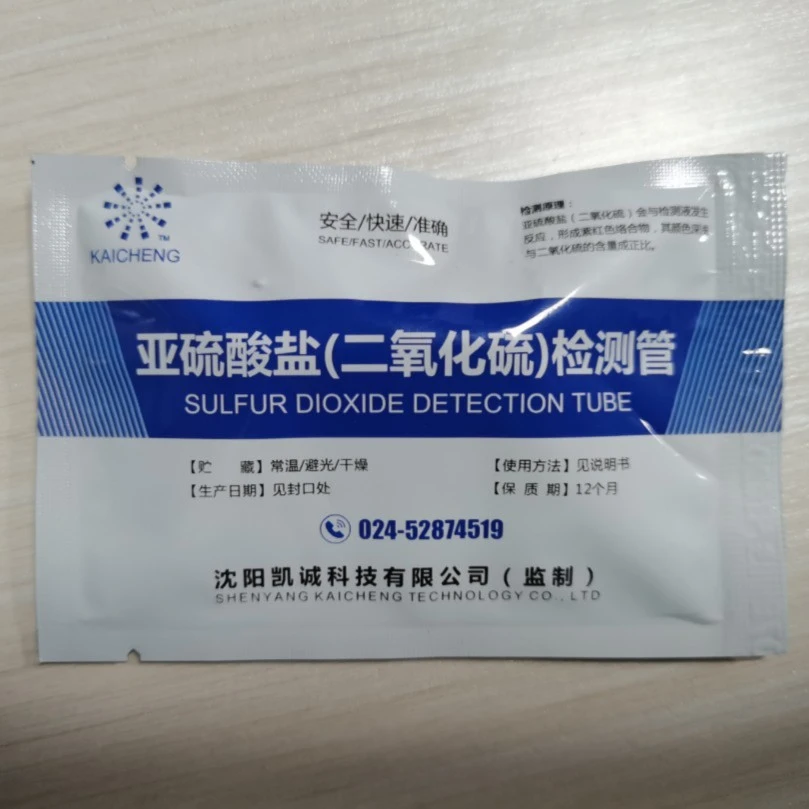 KAICHENG
TM
安全/快速/准确
SAFE/FAST/ACCURATE
检测原理:
亚硫酸盐(二氧化硫)会与检测液发生
反应,形成紫红色络合物,其颜色深浅
与二氧化硫的含量成正比。
亚硫酸盐(二氧化硫)检测管
SULFUR DIOXIDE DETECTION TUBE
【贮 藏】常温/避光/干燥
【使用方法】见说明书
【生产日期】见封口处
【保 质 期】12个月
024-52874519
沈阳凯诚科技有限公司(监制)
SHENYANG KAICHENG TECHNOLOGY CO., LTD